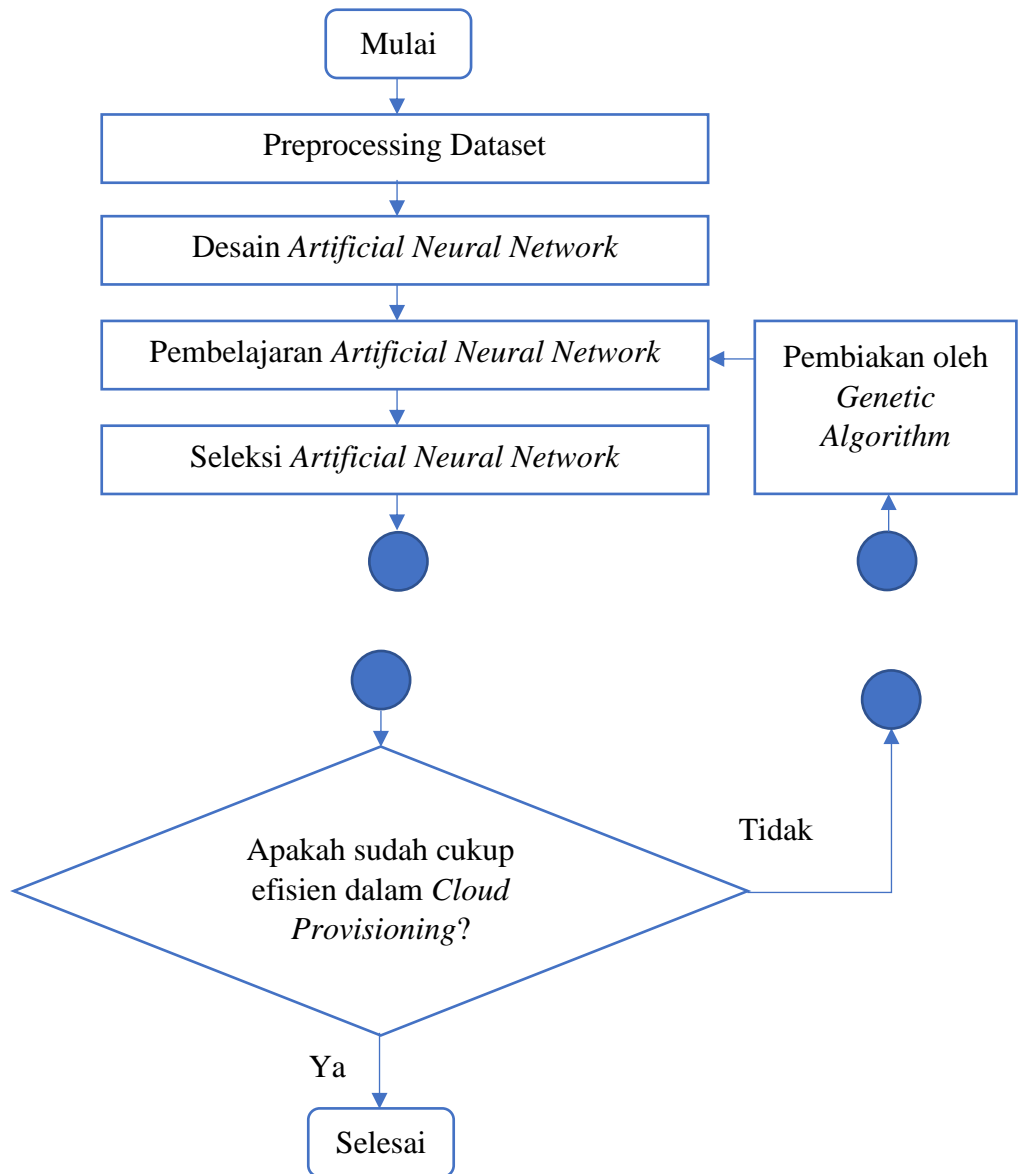 Mulai
Preprocessing Dataset
Desain Artificial Neural Network
Pembelajaran Artificial Neural Network
Pembiakan oleh
Genetic
Algorithm
Seleksi Artificial Neural Network
Tidak
Apakah sudah cukup
efisien dalam Cloud
Provisioning?
Ya
Selesai